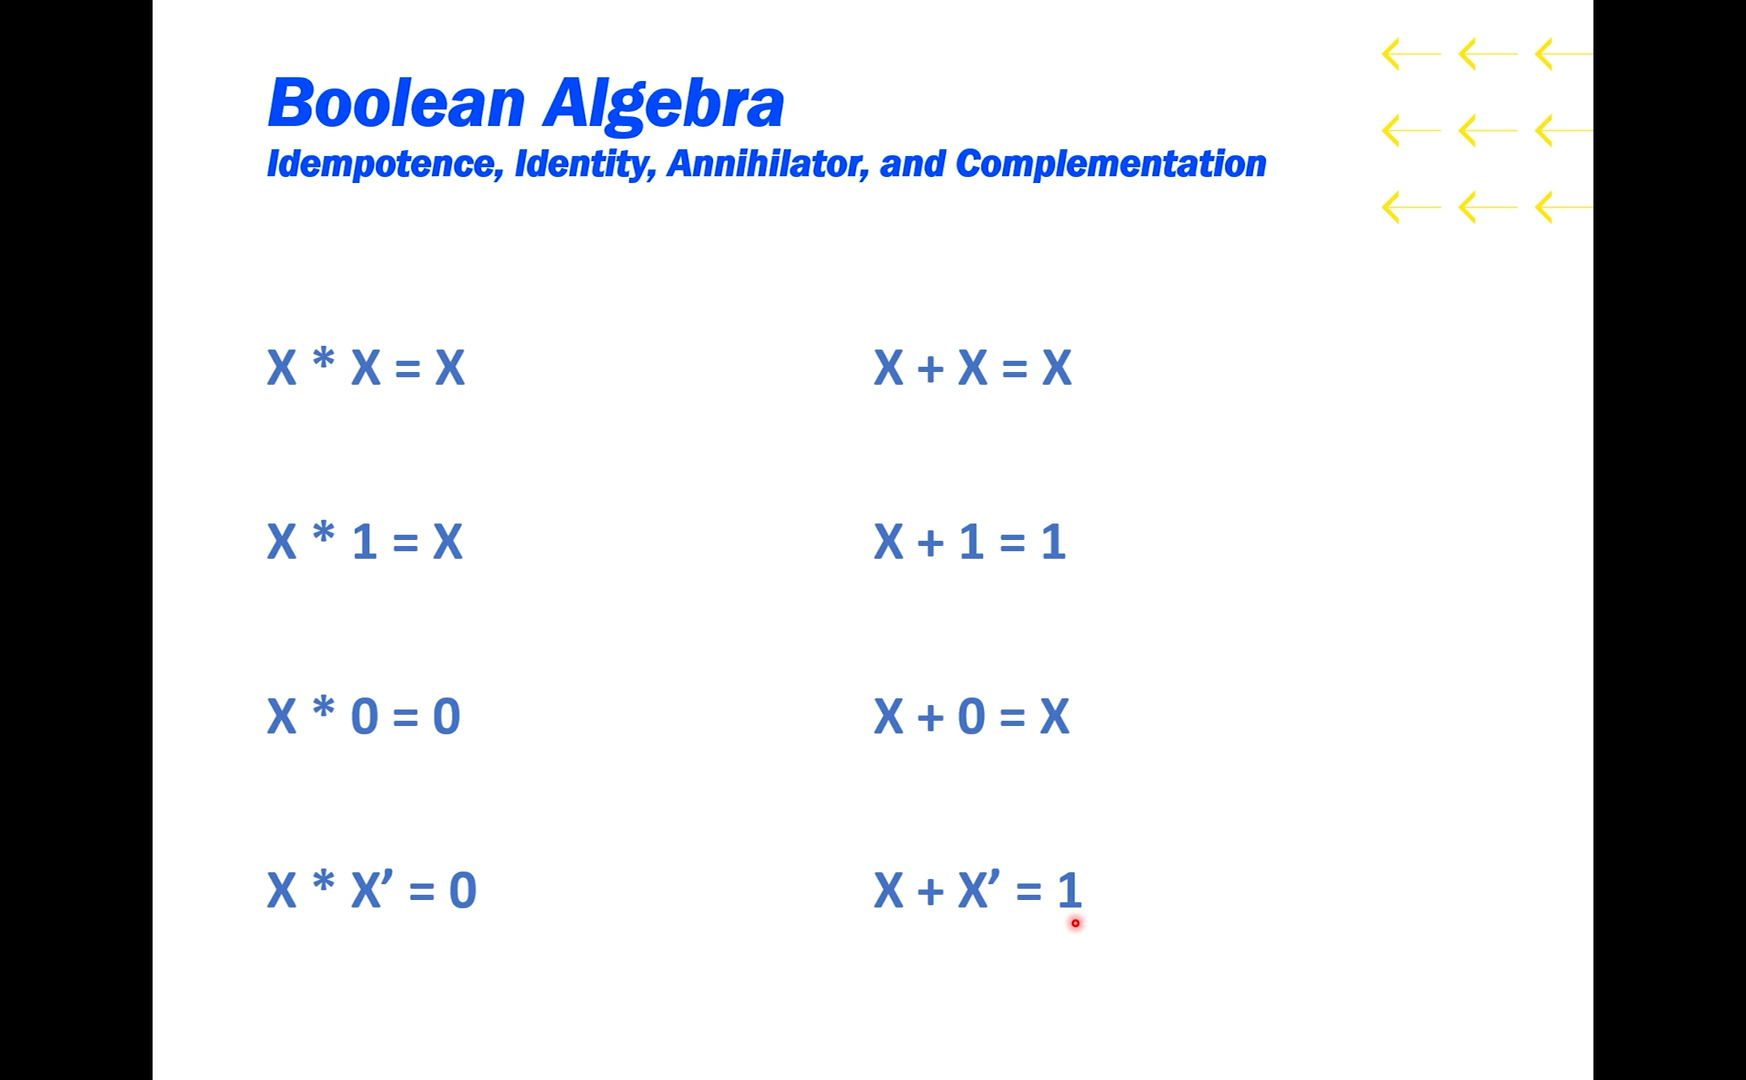 Boolean Algebra
Idempotence, Identity, Annihilator, and Complementation
X * X = X
X + X = X
X * 1 = X
X + 1 = 1
X * 0 = 0
X + 0 = X
X * X’ = 0
X + X’ = 1